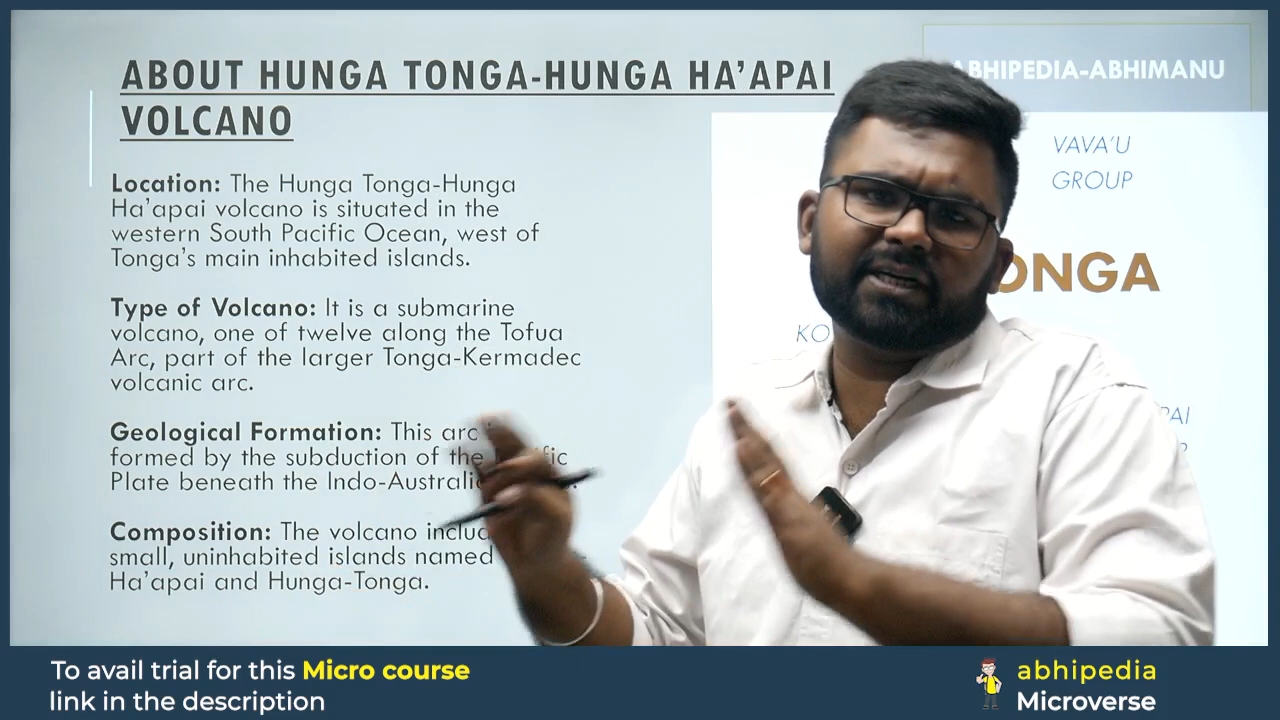 ABOUT HUNGA TONGA-HUNGA HA’APAI
VOLCANO
Location: The Hunga Tonga-Hunga
Ha’apai volcano is situated in the
western South Pacific Ocean, west of
Tonga’s main inhabited islands.
Type of Volcano: It is a submarine
volcano, one of twelve along the Tofua
Arc, part of the larger Tonga-Kermadec
volcanic arc.
Geological Formation: This arc
formed by the subduction of the
Plate beneath the
Composition: The volcano
small, uninhabited islands named
Ha’apai and Hunga-Tonga.
ABHIPEDIA-ABHIMANU
VAVA’U
GROUP
To avail trial for this Micro course
link in the description
abhipedia
Microverse